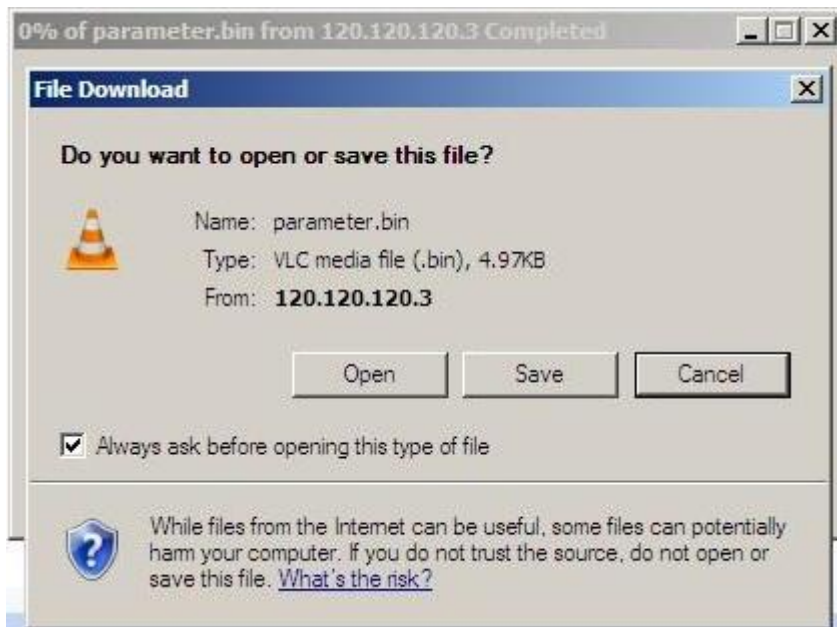 0% of parameter.bin from 120.120.120.3 Completed
File Download
Do you want to open or save this file?
Name: parameter.bin
Type: VLC media file (.bin), 4.97KB
From: 120.120.120.3
Open Save Cancel
Always ask before opening this type of file
While files from the Internet can be useful, some files can potentially
harm your computer. If you do not trust the source, do not open or
save this file. What's the risk?